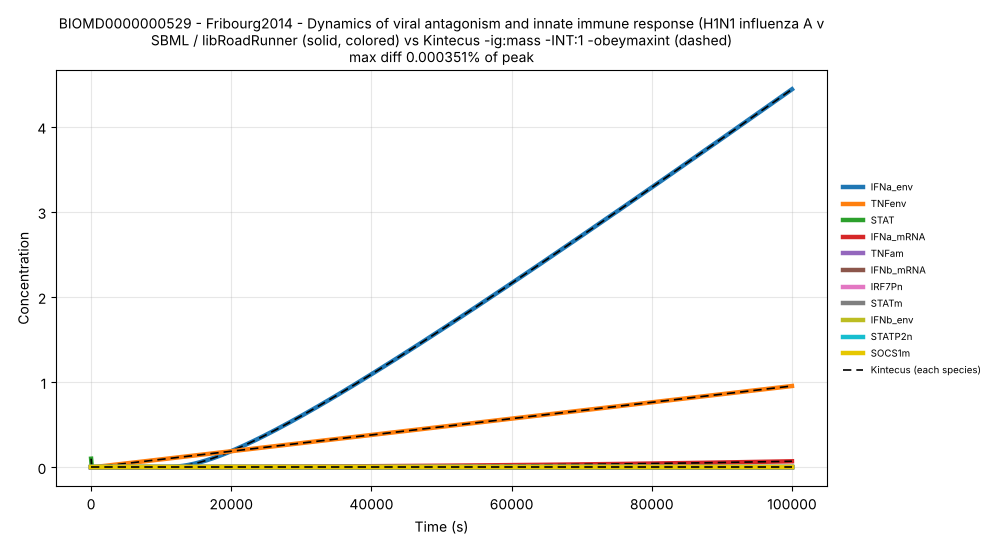 BIOMD0000000529 - Fribourg2014 - Dynamics of viral antagonism and innate immune response (H1N1 influenza A v
SBML / libRoadRunner (solid, colored) vs Kintecus -ig:mass -INT:1 -obeymaxint (dashed)
max diff 0.000351% of peak
Concentration
4
3
2
1
0
0
20000
40000
60000
80000
100000
Time (s)
IFNa_env
TNFenv
STAT
IFNa_mRNA
TNFam
IFNb_mRNA
IRF7Pn
STATm
IFNb_env
STATP2n
SOCS1m
Kintecus (each species)